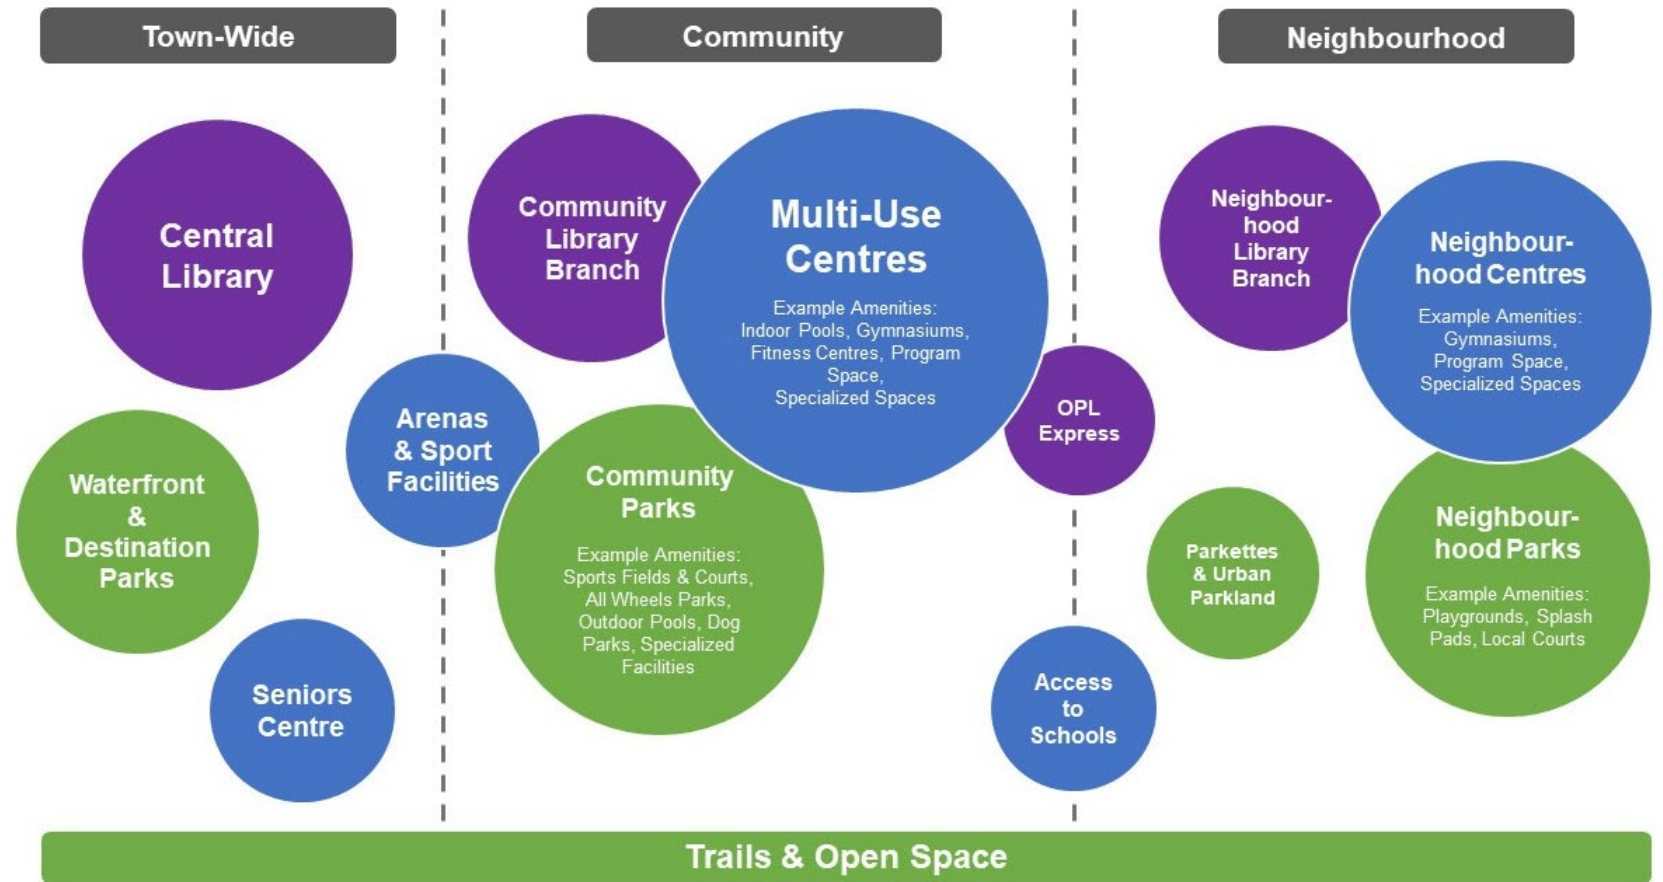 Town-Wide
Community
Neighbourhood
Central
Library
Waterfront
&
Destination
Parks
Seniors
Centre
Arenas
& Sport
Facilities
Community
Library
Branch
Multi-Use
Centres
Example Amenities:
Indoor Pools, Gymnasiums,
Fitness Centres, Program
Space,
Specialized Spaces
Community
Parks
Example Amenities:
Sports Fields & Courts,
All Wheels Parks,
Outdoor Pools, Dog
Parks, Specialized
Facilities
OPL
Express
Access
to
Schools
Neighbour-
hood
Library
Branch
Neighbour-
hood Centres
Example Amenities:
Gymnasiums,
Program Space,
Specialized Spaces
Parkettes
& Urban
Parkland
Neighbour-
hood Parks
Example Amenities:
Playgrounds, Splash
Pads, Local Courts
Trails & Open Space